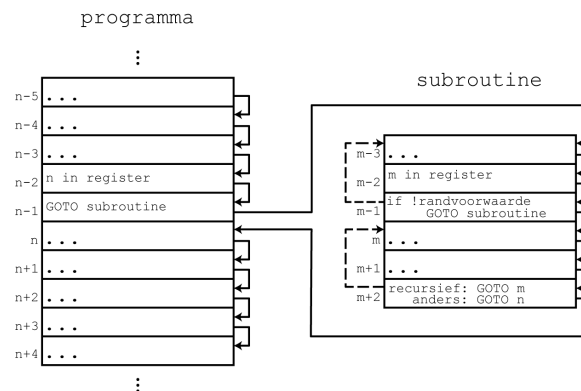 programma
⋮
n-5 ...
n-4 ...
n-3 ...
n-2 n in register
n-1 GOTO subroutine
n ...
n+1 ...
n+2 ...
n+3 ...
n+4 ...
⋮
subroutine
m-3 ...
m-2 m in register
m-1 if !randvoorwaarde
GOTO subroutine
m ...
m+1 ...
m+2 recursief: GOTO m
anders: GOTO n